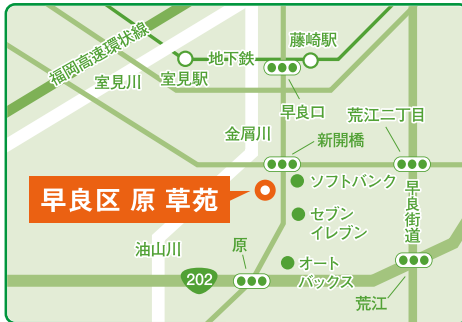 福岡高速環状線
地下鉄
藤崎駅
室見川
室見駅
早良口
荒江二丁目
金屑川
新開橋
ソフトバンク
早良区 原 草苑
早良街道
セブン
イレブン
油山川
原
オート
バックス
202
荒江